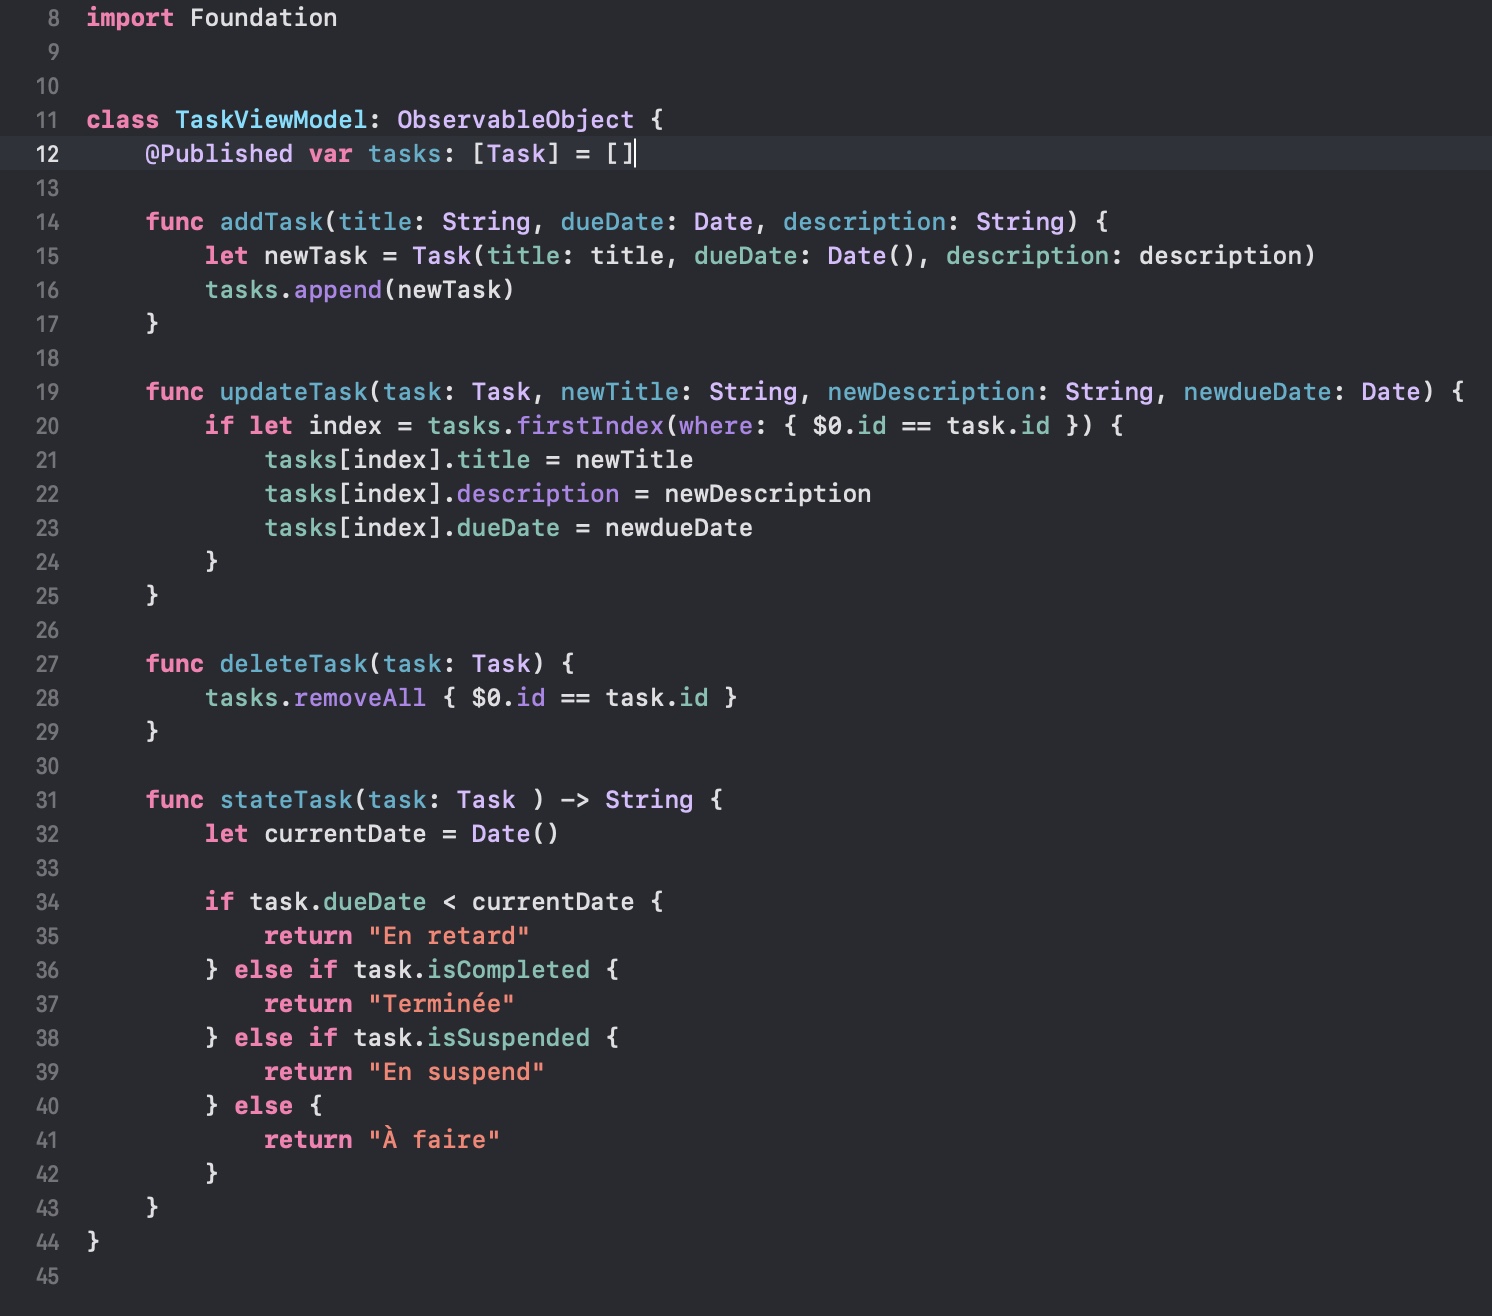 8 import Foundation
9
10
11 class TaskViewModel: ObservableObject {
12     @Published var tasks: [Task] = []
13
14     func addTask(title: String, dueDate: Date, description: String) {
15         let newTask = Task(title: title, dueDate: Date(), description: description)
16         tasks.append(newTask)
17     }
18
19     func updateTask(task: Task, newTitle: String, newDescription: String, newdueDate: Date) {
20         if let index = tasks.firstIndex(where: { $0.id == task.id }) {
21             tasks[index].title = newTitle
22             tasks[index].description = newDescription
23             tasks[index].dueDate = newdueDate
24         }
25     }
26
27     func deleteTask(task: Task) {
28         tasks.removeAll { $0.id == task.id }
29     }
30
31     func stateTask(task: Task ) -> String {
32         let currentDate = Date()
33
34         if task.dueDate < currentDate {
35             return "En retard"
36         } else if task.isCompleted {
37             return "Terminée"
38         } else if task.isSuspended {
39             return "En suspend"
40         } else {
41             return "À faire"
42         }
43     }
44 }
45